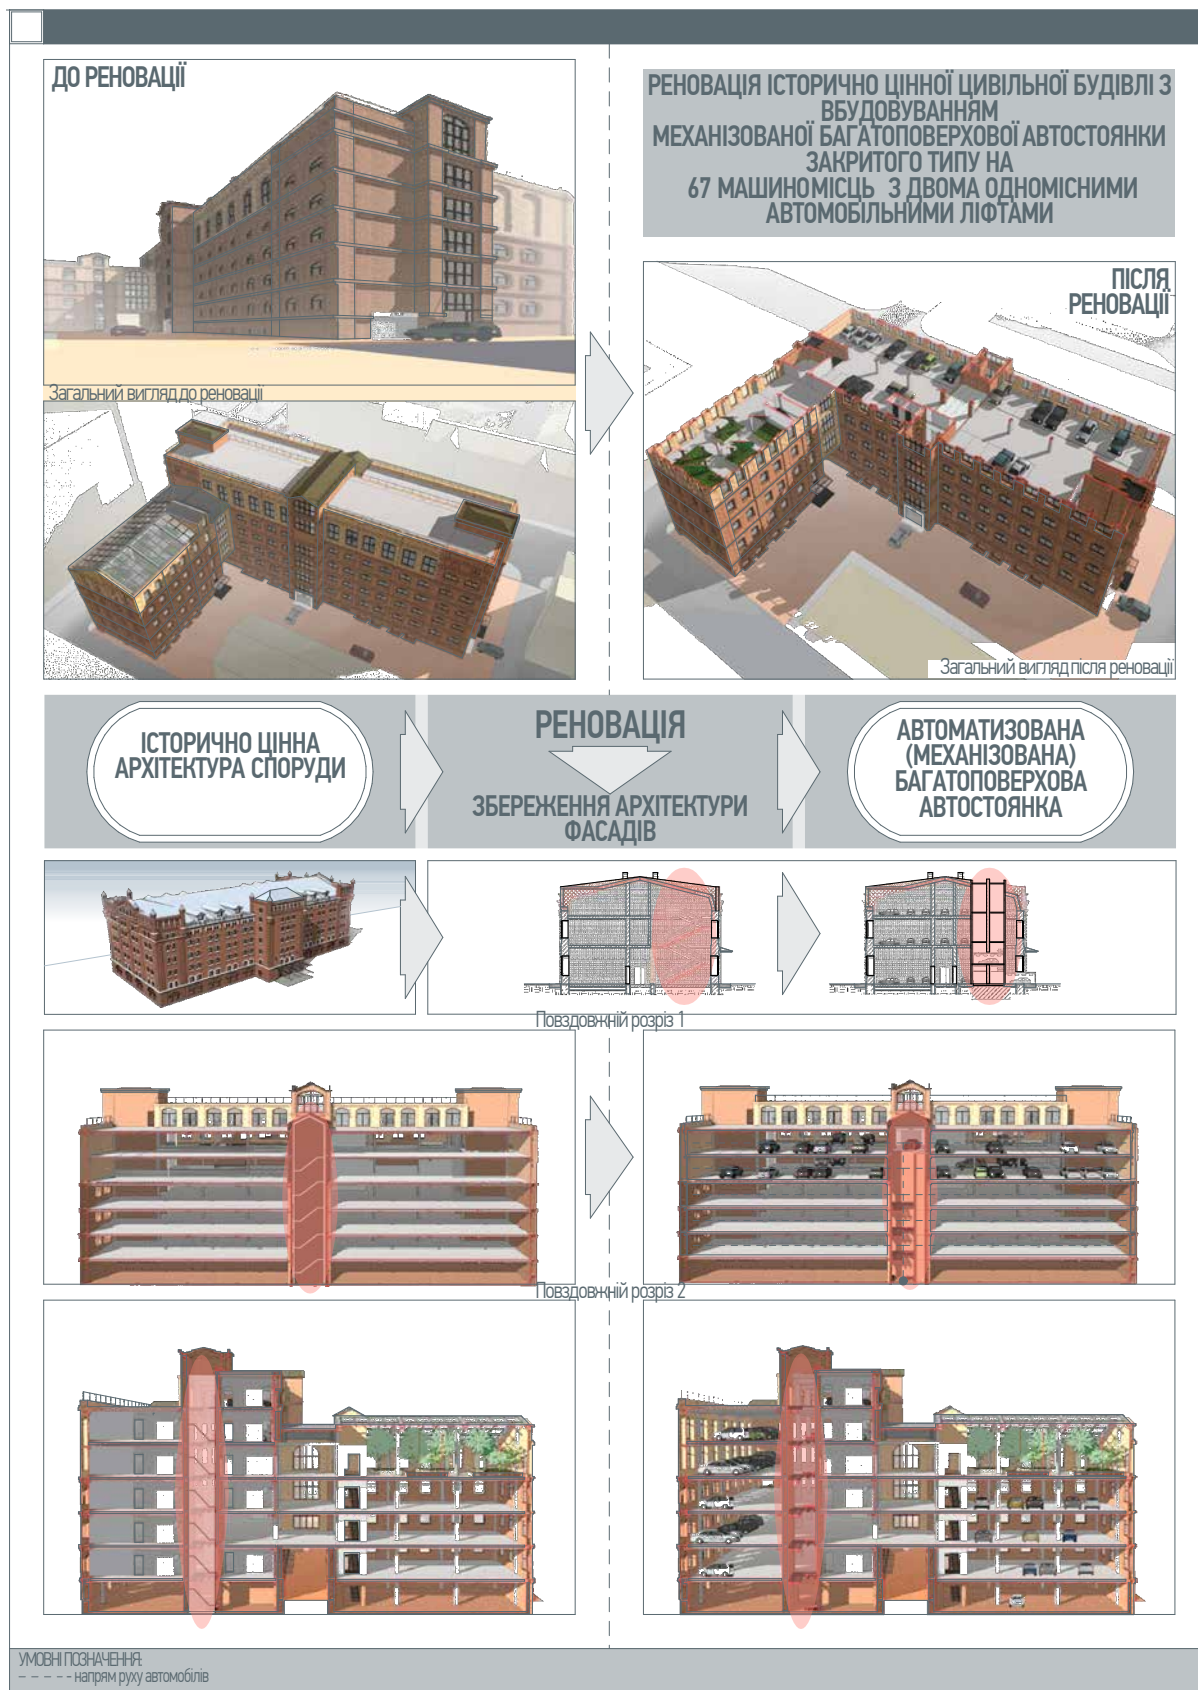 ДО РЕНОВАЦІЇ
РЕНОВАЦІЯ ІСТОРИЧНО ЦІННОЇ ЦИВІЛЬНОЇ БУДІВЛІ З
ВБУДОВУВАННЯМ
МЕХАНІЗОВАНОЇ БАГАТОПОВЕРХОВОЇ АВТОСТОЯНКИ
ЗАКРИТОГО ТИПУ НА
67 МАШИНОМІСЦЬ З ДВОМА ОДНОМІСНИМИ
АВТОМОБІЛЬНИМИ ЛІФТАМИ
ПІСЛЯ
РЕНОВАЦІЇ
Загальний вигляд до реновації
Загальний вигляд після реновації
ІСТОРИЧНО ЦІННА
АРХІТЕКТУРА СПОРУДИ
РЕНОВАЦІЯ
ЗБЕРЕЖЕННЯ АРХІТЕКТУРИ
ФАСАДІВ
АВТОМАТИЗОВАНА
(МЕХАНІЗОВАНА)
БАГАТОПОВЕРХОВА
АВТОСТОЯНКА
Повздовжній розріз 1
Повздовжній розріз 2
УМОВНІ ПОЗНАЧЕННЯ:
- - - - - напрям руху автомобілів